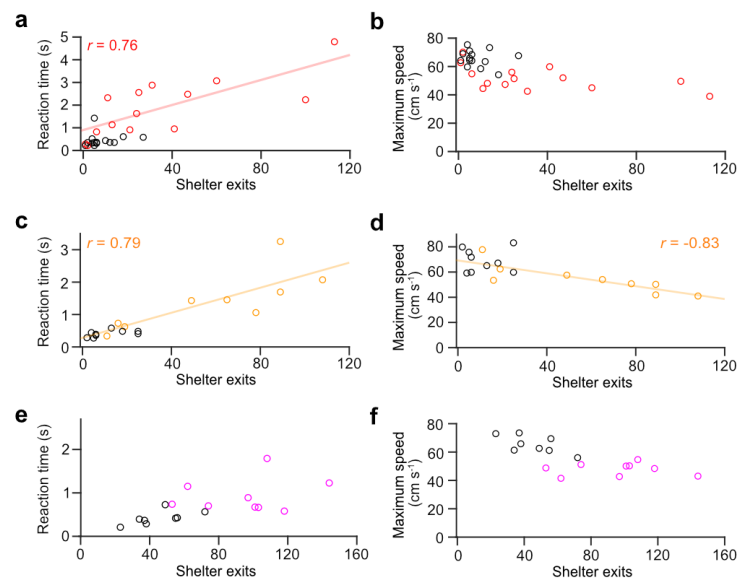 a
r = 0.76
Reaction time (s)
5
4
3
2
1
0
0 40 80 120
Shelter exits
b
Maximum speed
(cm s-1)
80
60
40
20
0
0 40 80 120
Shelter exits
c
r = 0.79
Reaction time (s)
3
2
1
0
0 40 80 120
Shelter exits
d
r = -0.83
Maximum speed
(cm s-1)
80
60
40
20
0
0 40 80 120
Shelter exits
e
Reaction time (s)
2
1
0
0 40 80 120 160
Shelter exits
f
Maximum speed
(cm s-1)
80
60
40
20
0
0 40 80 120 160
Shelter exits